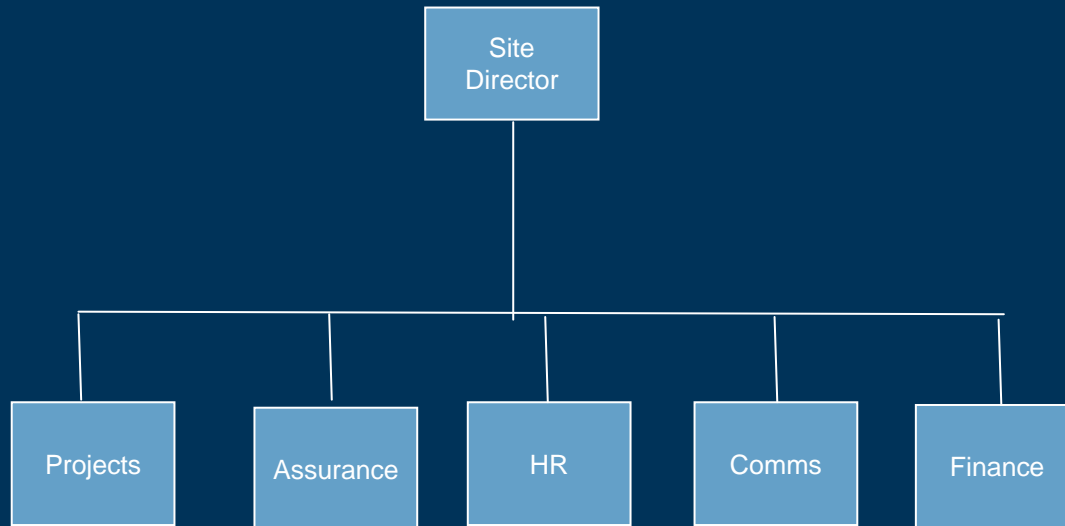 Site
Director
Projects
Assurance
HR
Comms
Finance